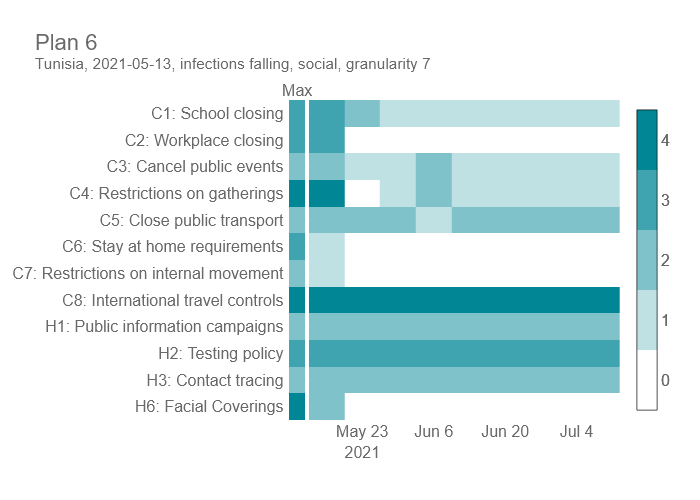 Plan 6
Tunisia, 2021-05-13, infections falling, social, granularity 7
Max
C1: School closing
C2: Workplace closing
C3: Cancel public events
C4: Restrictions on gatherings
C5: Close public transport
C6: Stay at home requirements
C7: Restrictions on internal movement
C8: International travel controls
H1: Public information campaigns
H2: Testing policy
H3: Contact tracing
H6: Facial Coverings
May 23 Jun 6 Jun 20 Jul 4
2021
4
3
2
1
0